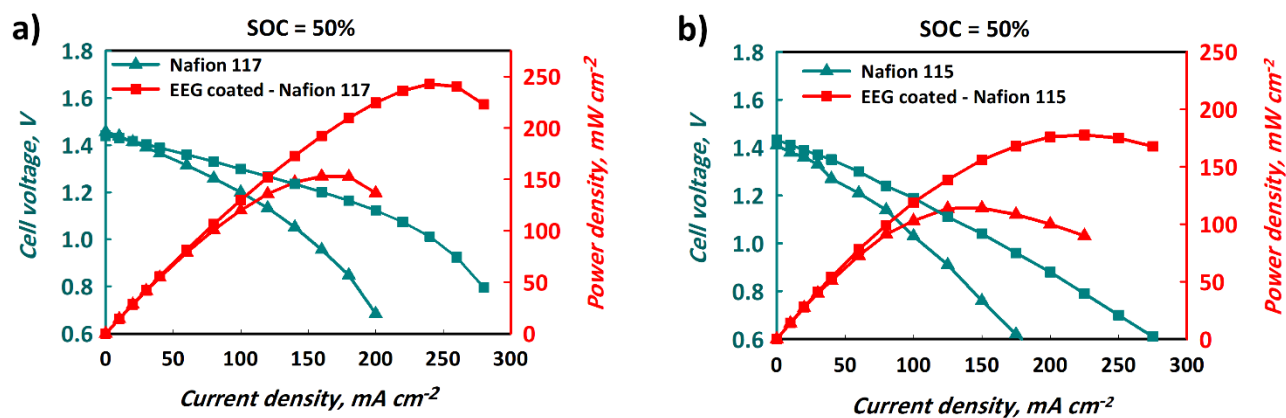 a)
SOC = 50%
Nafion 117
EEG coated - Nafion 117
Cell voltage, V
1.8
1.6
1.4
1.2
1.0
0.8
0.6
Power density, mW cm-2
250
200
150
100
50
0
0 50 100 150 200 250 300
Current density, mA cm-2
b)
SOC = 50%
Nafion 115
EEG coated - Nafion 115
Cell voltage, V
1.8
1.6
1.4
1.2
1.0
0.8
0.6
Power density, mW cm-2
250
200
150
100
50
0
0 50 100 150 200 250 300
Current density, mA cm-2